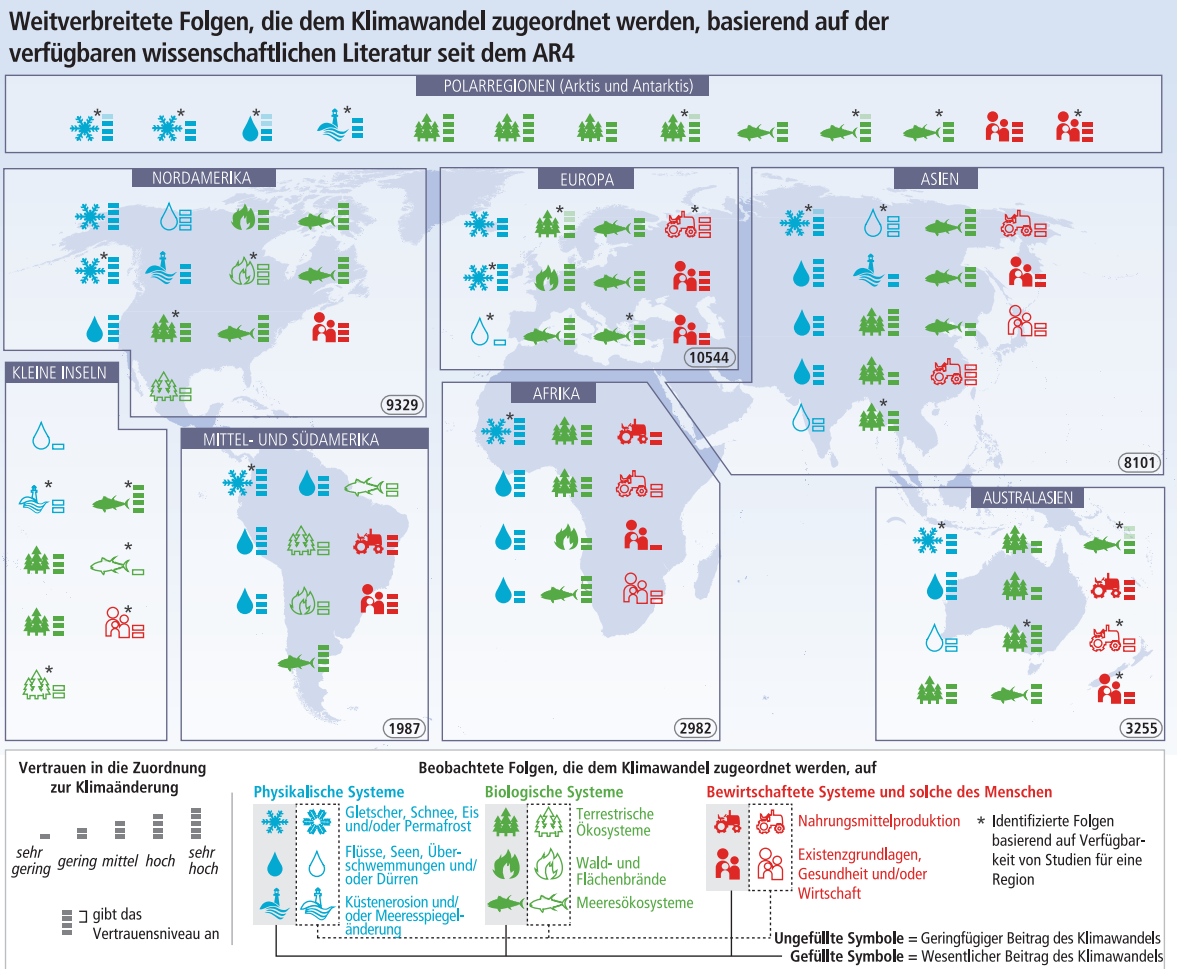 Weitverbreitete Folgen, die dem Klimawandel zugeordnet werden, basierend auf der
verfügbaren wissenschaftlichen Literatur seit dem AR4
POLARREGIONEN (Arktis und Antarktis)
* * * * * * * *
NORDAMERIKA
* * *
9329
EUROPA
* * * * * * *
10544
ASIEN
* * *
8101
KLEINE INSELN
* * * * *
MITTEL- UND SÜDAMERIKA
*
1987
AFRIKA
*
2982
AUSTRALASIEN
* * * * *
3255
Vertrauen in die Zuordnung
zur Klimaänderung
sehr
gering
gering
mittel
hoch
sehr
hoch
gibt das
Vertrauensniveau an
Beobachtete Folgen, die dem Klimawandel zugeordnet werden, auf
Physikalische Systeme
Gletscher, Schnee, Eis
und/oder Permafrost
Flüsse, Seen, Über-
schwemmungen und/
oder Dürren
Küstenerosion und/
oder Meeresspiegel-
änderung
Biologische Systeme
Terrestrische
Ökosysteme
Wald- und
Flächenbrände
Meeresökosysteme
Bewirtschaftete Systeme und solche des Menschen
Nahrungsmittelproduktion
Existenzgrundlagen,
Gesundheit und/oder
Wirtschaft
* Identifizierte Folgen
basierend auf Verfügbar-
keit von Studien für eine
Region
Ungefüllte Symbole = Geringfügiger Beitrag des Klimawandels
Gefüllte Symbole = Wesentlicher Beitrag des Klimawandels